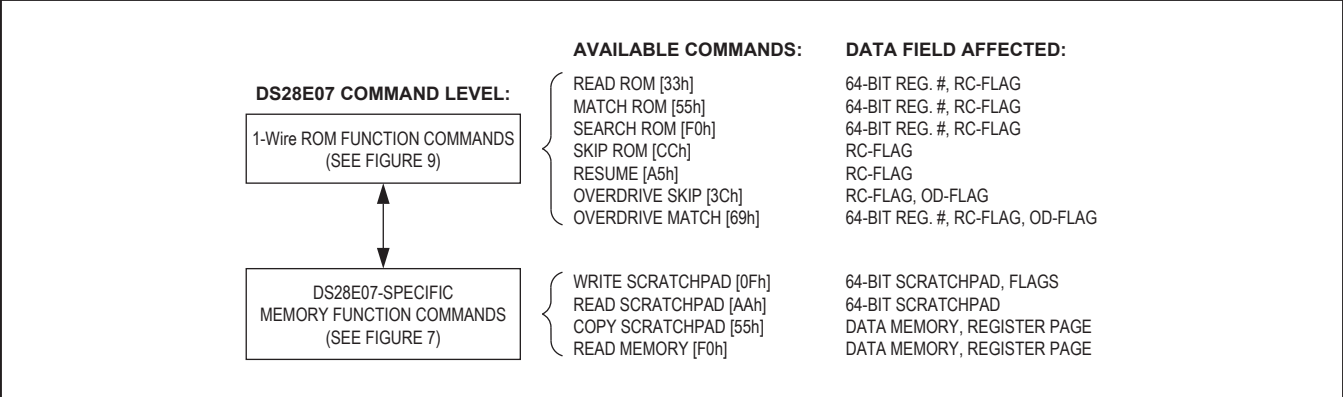 AVAILABLE COMMANDS: DATA FIELD AFFECTED:
DS28E07 COMMAND LEVEL:
READ ROM [33h] 64-BIT REG. #, RC-FLAG
MATCH ROM [55h] 64-BIT REG. #, RC-FLAG
1-Wire ROM FUNCTION COMMANDS
(SEE FIGURE 9)
SEARCH ROM [F0h] 64-BIT REG. #, RC-FLAG
SKIP ROM [CCh] RC-FLAG
RESUME [A5h] RC-FLAG
OVERDRIVE SKIP [3Ch] RC-FLAG, OD-FLAG
OVERDRIVE MATCH [69h] 64-BIT REG. #, RC-FLAG, OD-FLAG
DS28E07-SPECIFIC
MEMORY FUNCTION COMMANDS
(SEE FIGURE 7)
WRITE SCRATCHPAD [0Fh] 64-BIT SCRATCHPAD, FLAGS
READ SCRATCHPAD [AAh] 64-BIT SCRATCHPAD
COPY SCRATCHPAD [55h] DATA MEMORY, REGISTER PAGE
READ MEMORY [F0h] DATA MEMORY, REGISTER PAGE